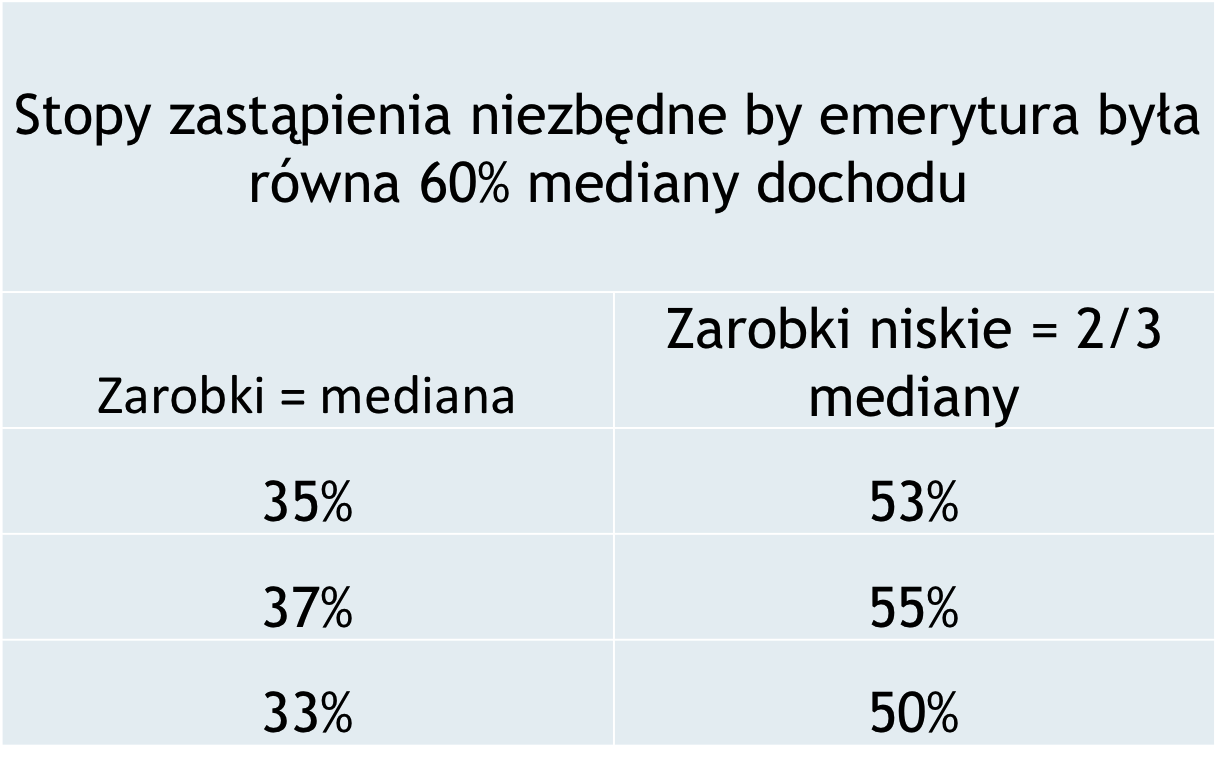 Stopy zastąpienia niezbędne by emerytura była
równa 60% mediany dochodu
Zarobki = mediana
Zarobki niskie = 2/3
mediany
35%
53%
37%
55%
33%
50%